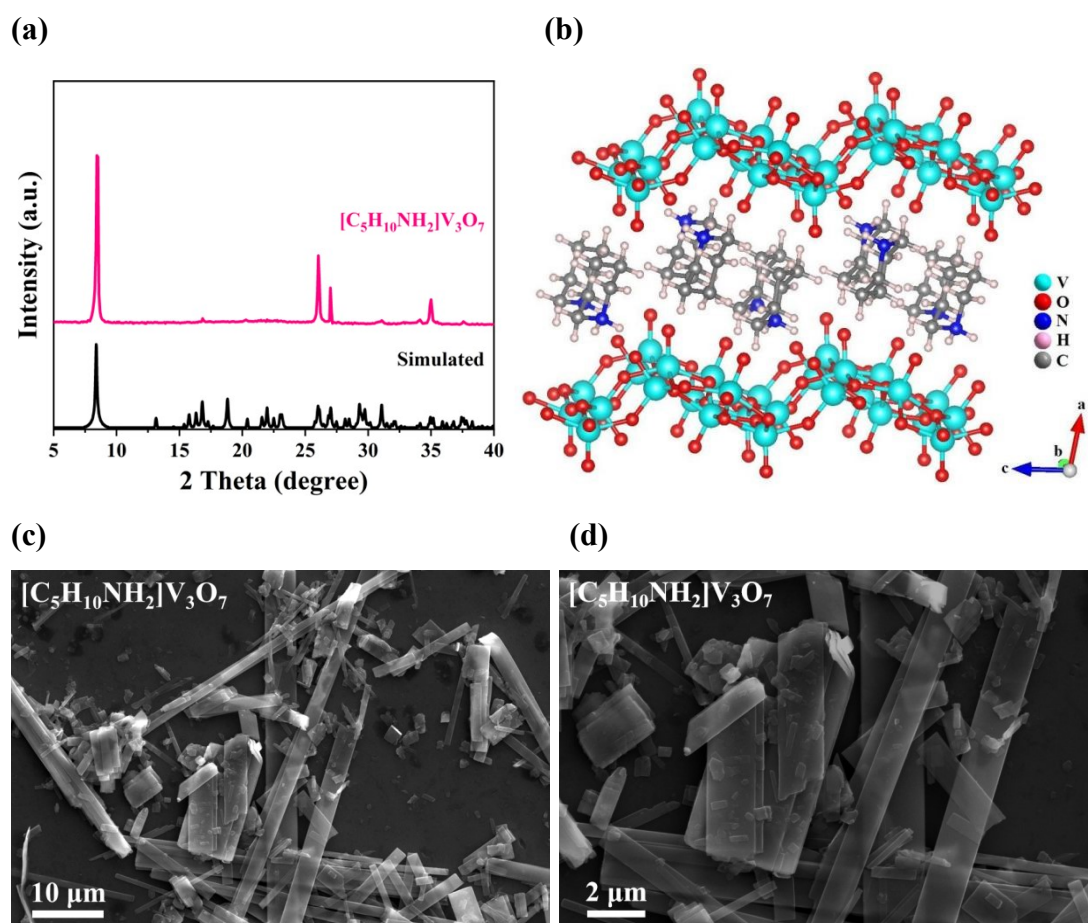 (a)
Intensity (a.u.)
[C₅H₁₀NH₂]V₃O₇
Simulated
5 10 15 20 25 30 35 40
2 Theta (degree)
(b)
V
O
N
H
C
a
b
c
(c)
[C₅H₁₀NH₂]V₃O₇
10 μm
(d)
[C₅H₁₀NH₂]V₃O₇
2 μm